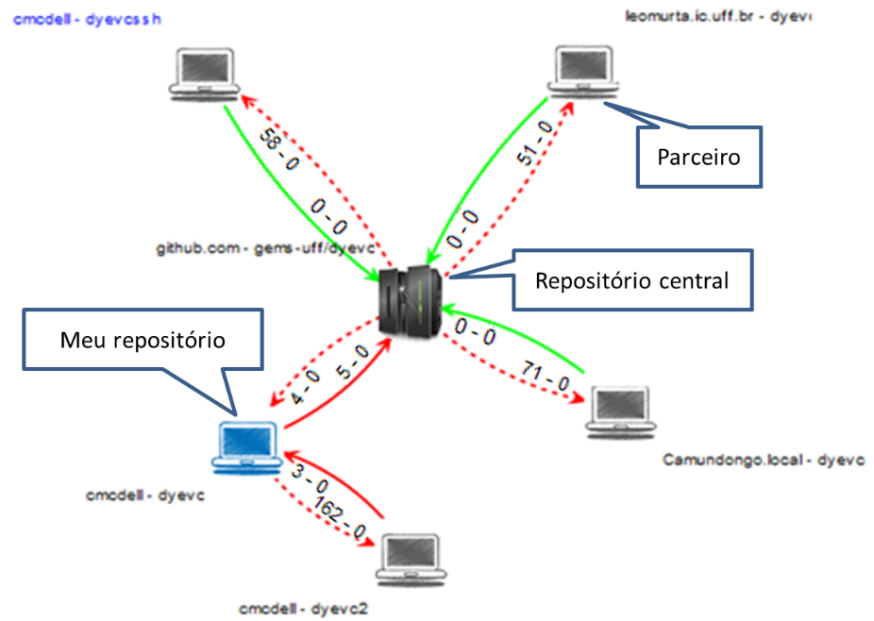 cmcdell - dyevcssh
leomurta.ic.uff.br - dyev
58 - 0
51 - 0
Parceiro
0 - 0
0 - 0
github.com - gems-uff/dyevc
Repositório central
Meu repositório
0 - 0
4 - 0
5 - 0
71 - 0
Camundongo.local - dyevc
3 - 0
cmcdell - dyevc
162 - 0
cmcdell - dyevc2